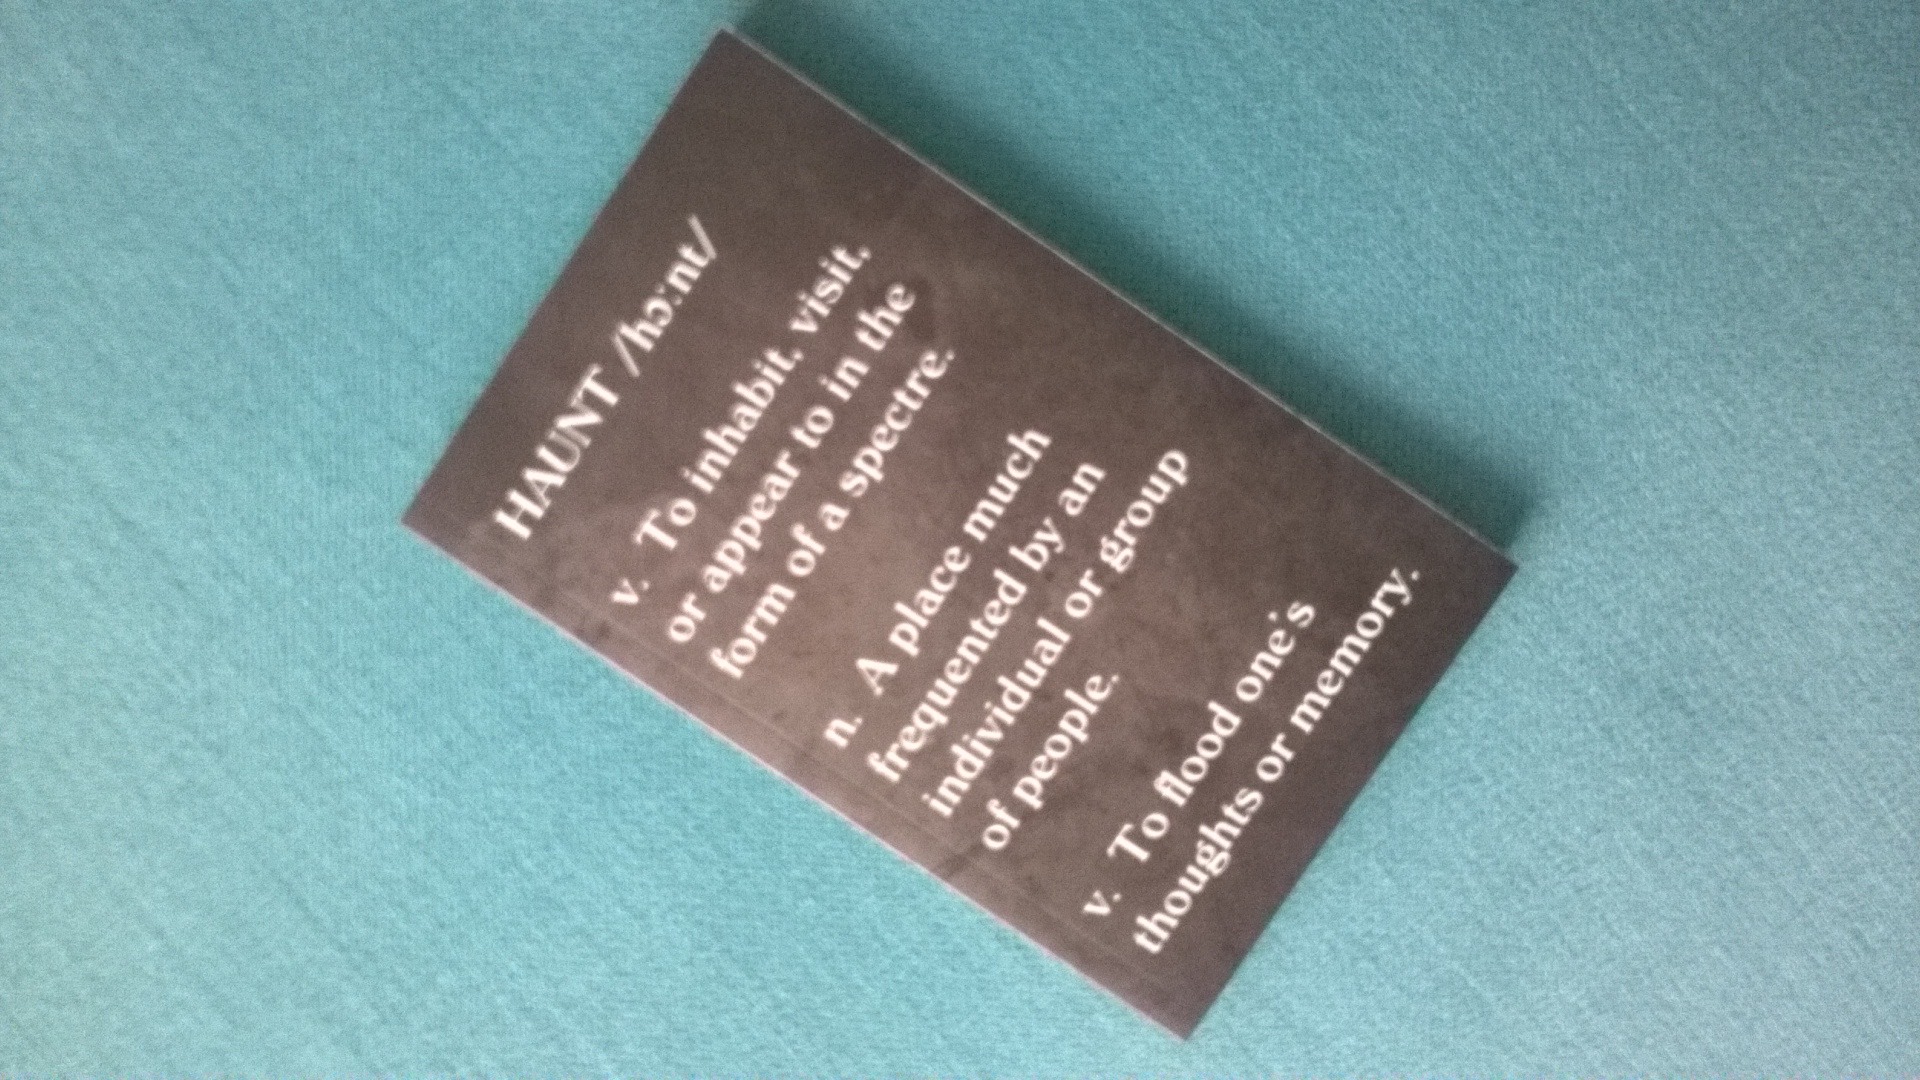 HAUNT /hɔːnt/
v. To inhabit, visit,
or appear to in the
form of a spectre.
n. A place much
frequented by an
individual or group
of people.
v. To flood one's
thoughts or memory.